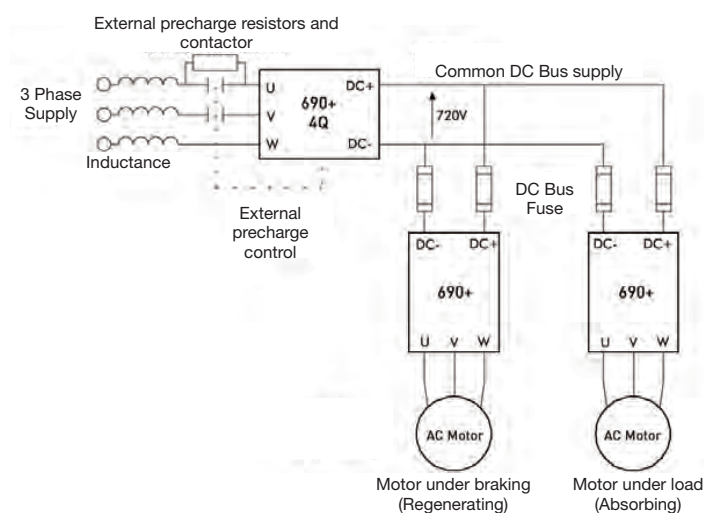 External precharge resistors and
contactor
3 Phase
Supply
U
V
W
690+
4Q
DC+
DC-
Common DC Bus supply
720V
Inductance
External
precharge
control
DC Bus
Fuse
DC-
DC+
690+
U
V
W
AC Motor
DC-
DC+
690+
U
V
W
AC Motor
Motor under braking
(Regenerating)
Motor under load
(Absorbing)